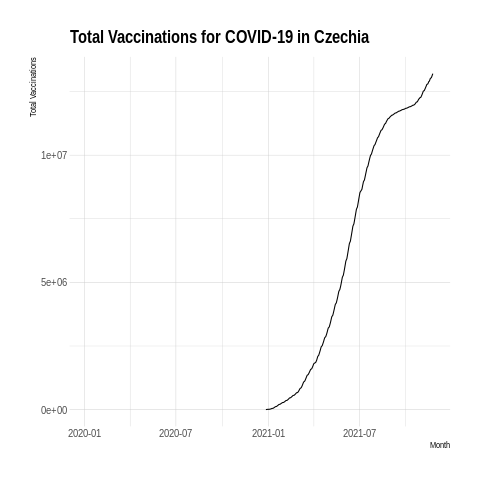 Total Vaccinations for COVID-19 in Czechia
Total Vaccinations
1e+07
5e+06
0e+00
2020-01 2020-07 2021-01 2021-07
Month